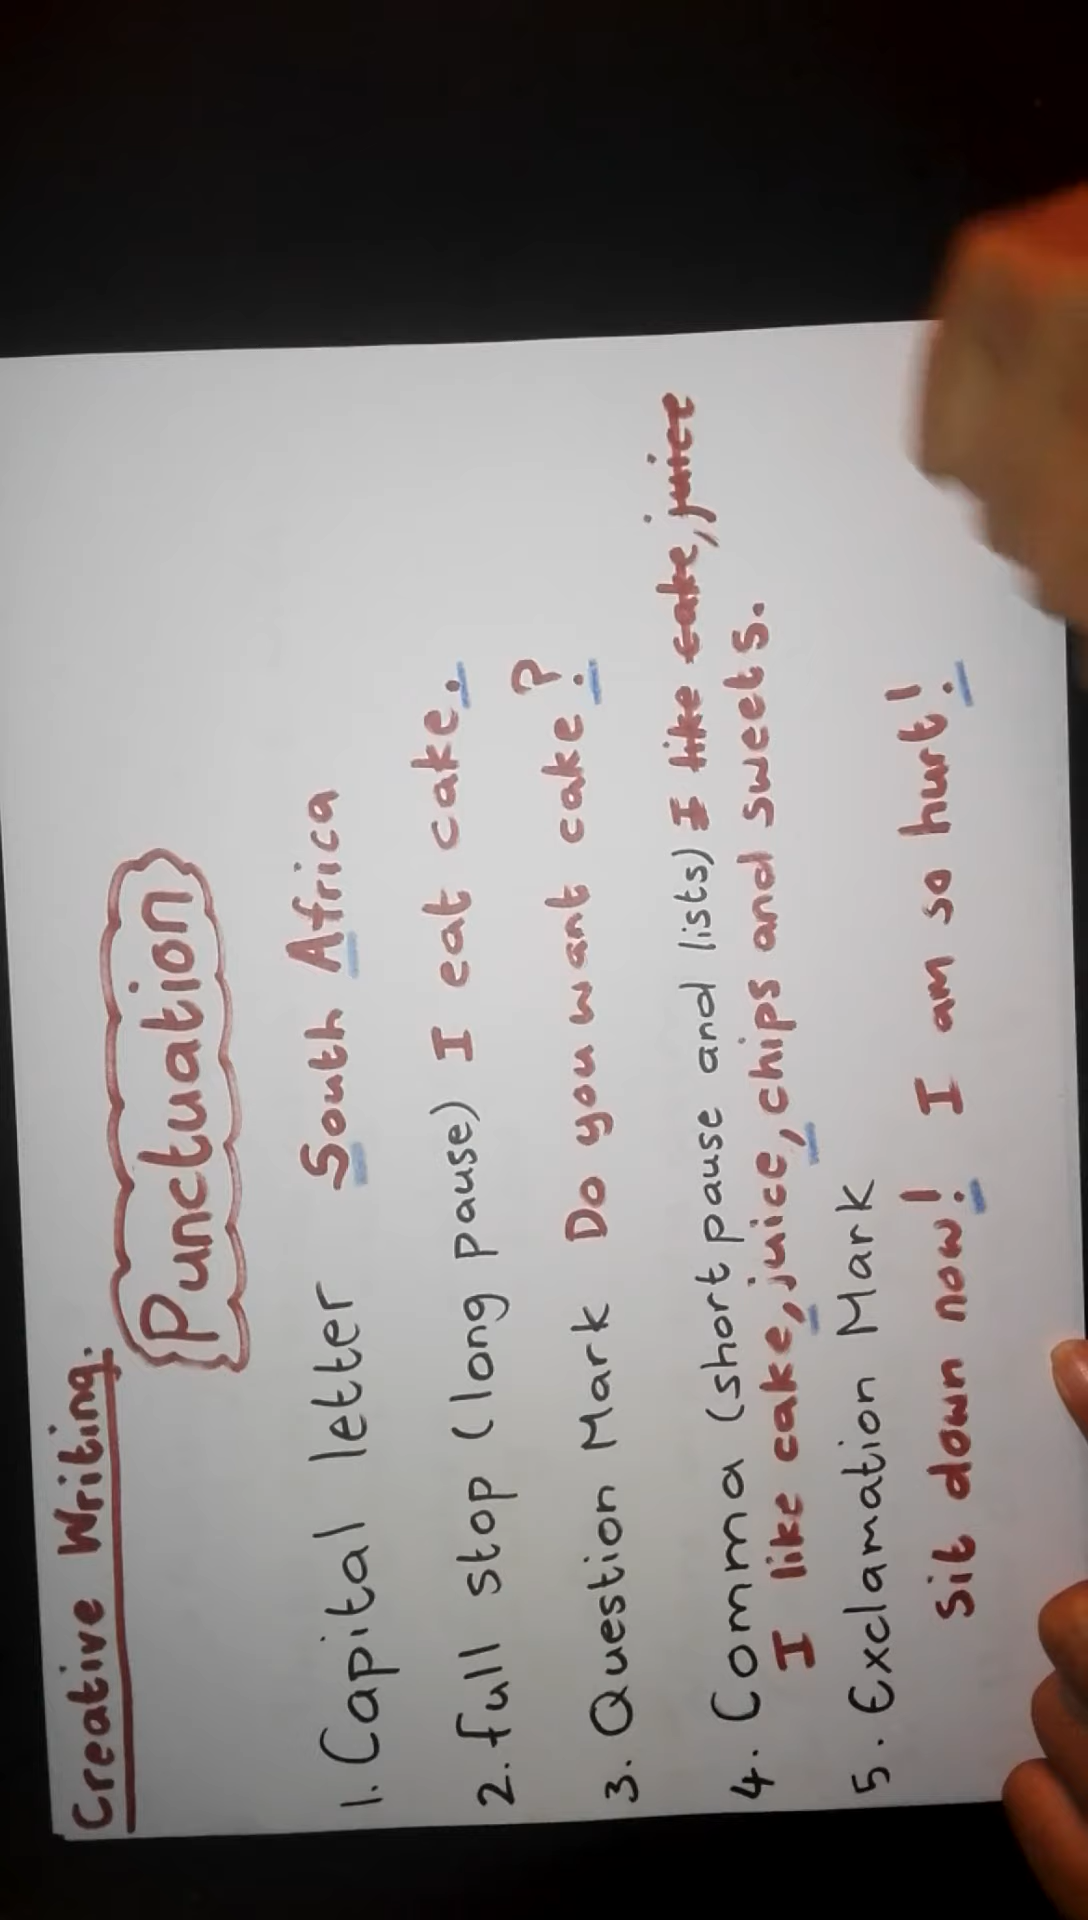 Creative Writing.
Punctuation
1. Capital letter South Africa
2. full stop (long pause) I eat cake.
3. Question Mark Do you want cake?
4. Comma (short pause and lists) I like cake, juice
I like cake, juice, chips and sweets.
5. Exclamation Mark
Sit down now! I am so hurt!